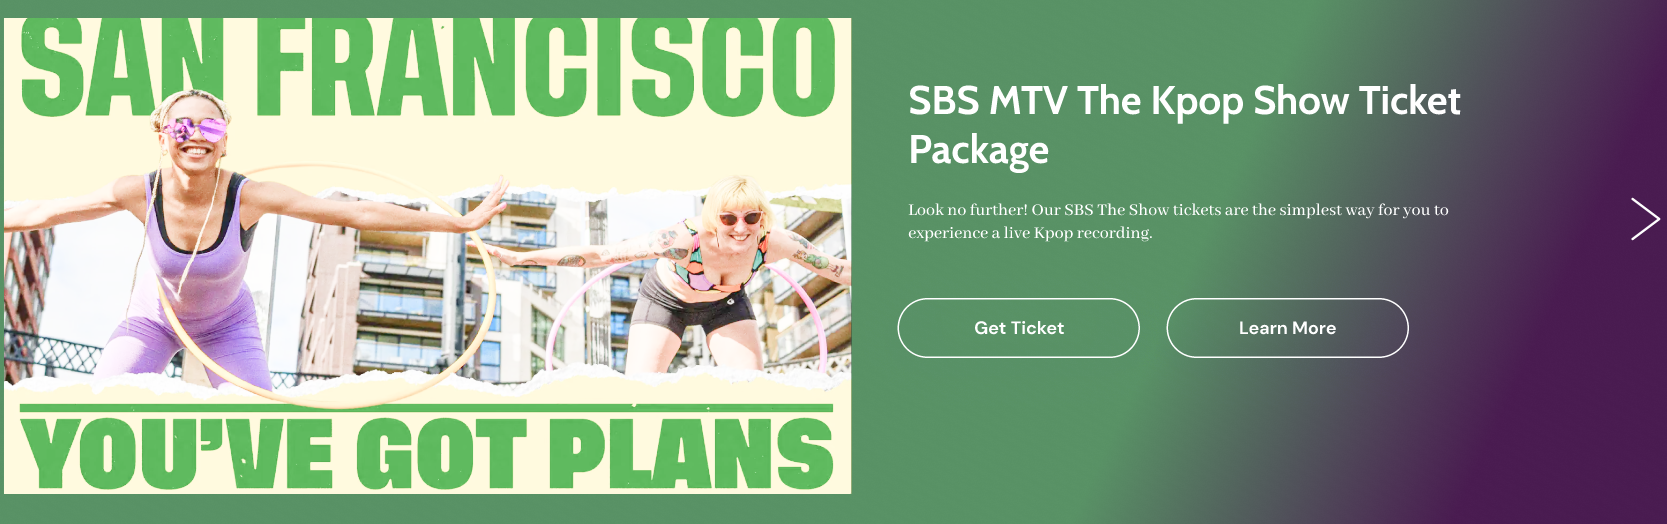 SAN FRANCISCO
YOU'VE GOT PLANS
SBS MTV The Kpop Show Ticket
Package
Look no further! Our SBS The Show tickets are the simplest way for you to
experience a live Kpop recording.
Get Ticket
Learn More